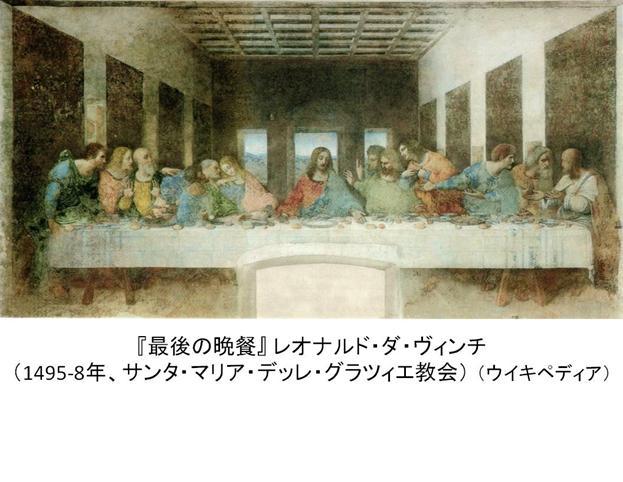 『最後の晩餐』 レオナルド・ダ・ヴィンチ
（1495-8年、サンタ・マリア・デッレ・グラツィエ教会）（ウイキペディア）